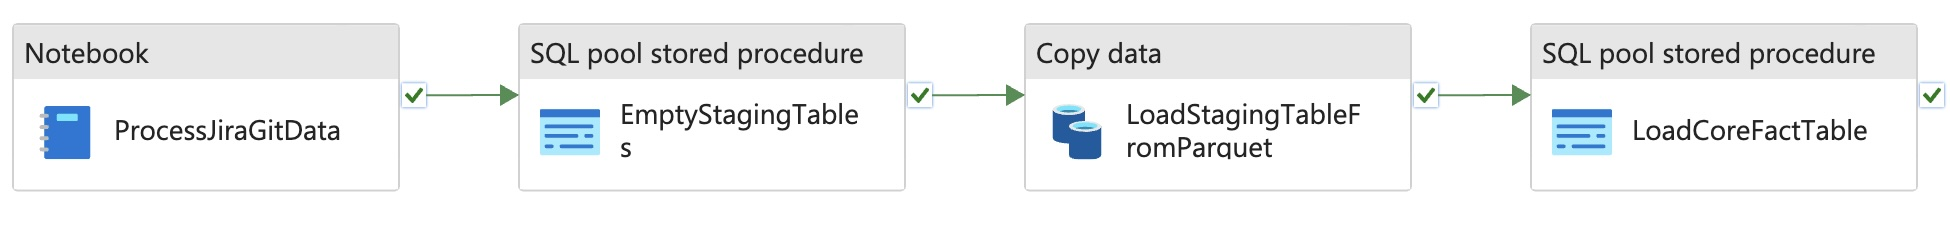 Notebook
ProcessJiraGitData
SQL pool stored procedure
EmptyStagingTable
s
Copy data
LoadStagingTableF
romParquet
SQL pool stored procedure
LoadCoreFactTable